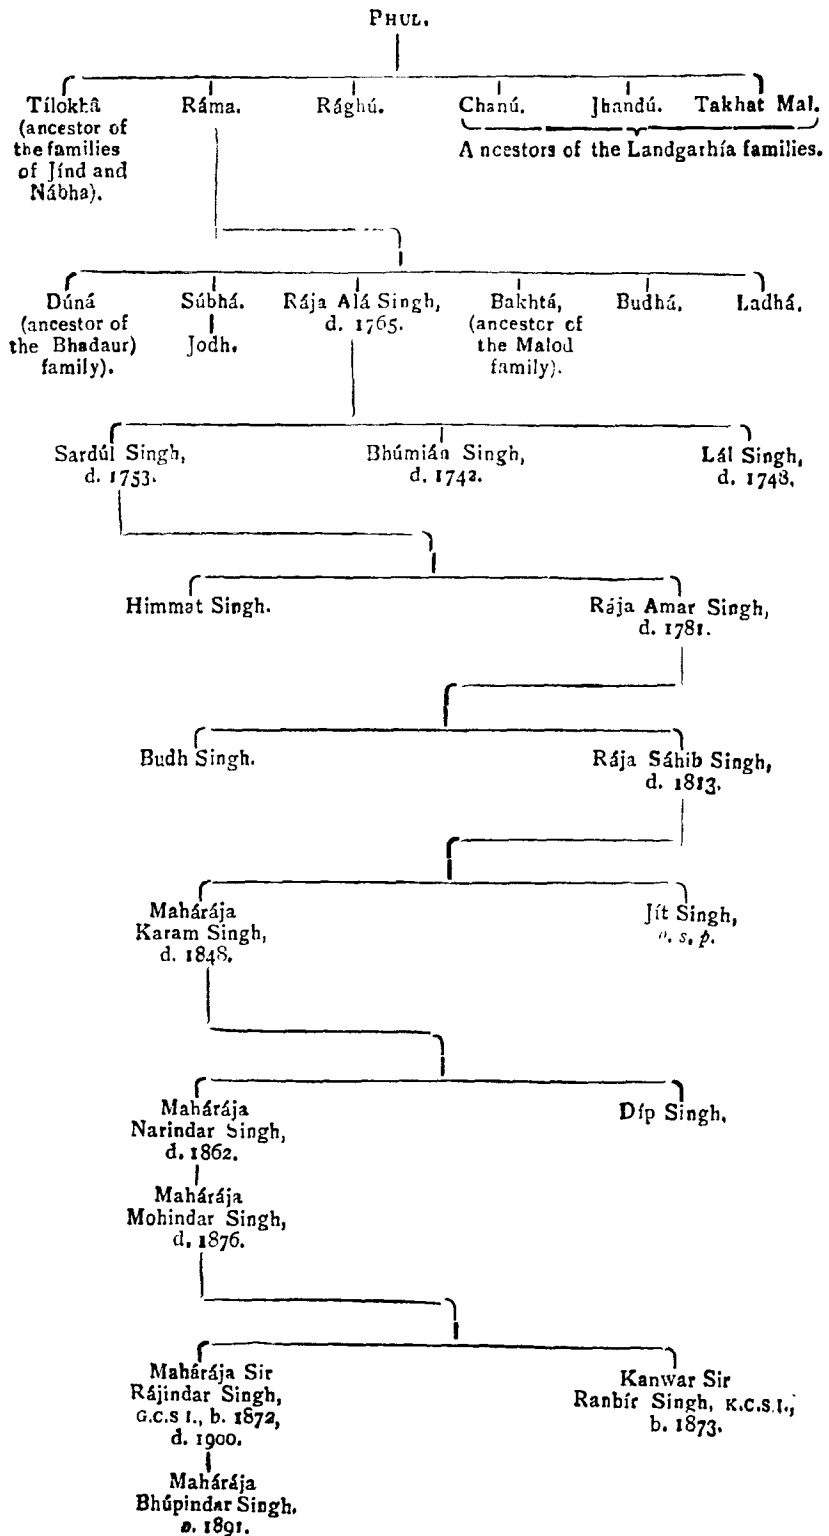 PHUL.
Tílokhâ
(ancestor of
the families
of Jínd and
Nábha).
Ráma.
Rághú.
Chanú.
Jhandú.
Takhat Mal.
Ancestors of the Landgarhía families.
Dúná
(ancestor of
the Bhadaur)
family).
Súbhá.
Jodh.
Rája Alá Singh,
d. 1765.
Bakhtá,
(ancestor of
the Malod
family).
Budhá.
Ladhá.
Sardúl Singh,
d. 1753.
Bhúmián Singh,
d. 1742.
Lál Singh,
d. 1748.
Himmat Singh.
Rája Amar Singh,
d. 1781.
Budh Singh.
Rája Sáhib Singh,
d. 1813.
Mahárája
Karam Singh,
d. 1848.
Jít Singh,
o. s. p.
Mahárája
Narindar Singh,
d. 1862.
Díp Singh.
Mahárája
Mohindar Singh,
d. 1876.
Mahárája Sir
Rájindar Singh,
G.C.S I., b. 1872,
d. 1900.
Kanwar Sir
Ranbír Singh, K.C.S.I.,
b. 1873.
Mahárája
Bhúpindar Singh.
b. 1891.